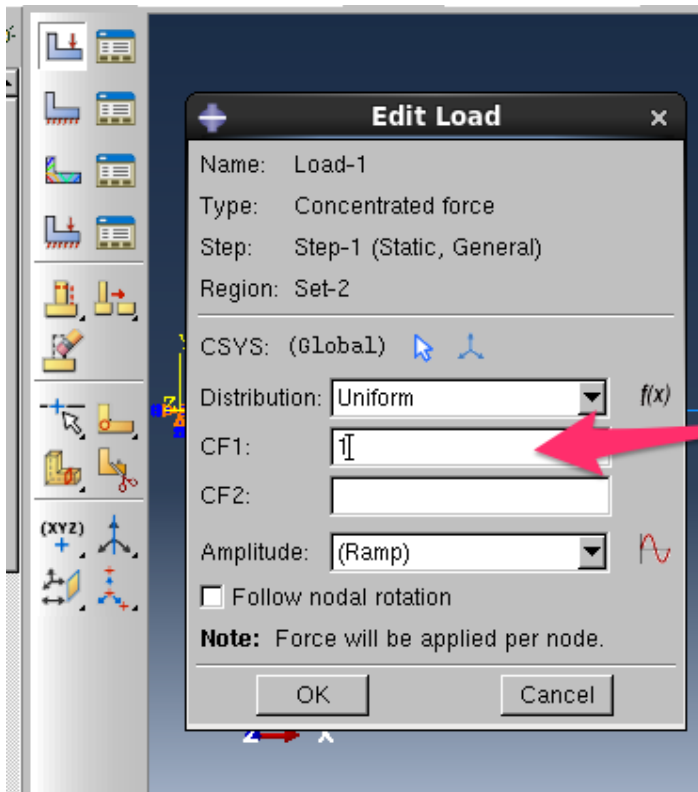 Edit Load
Name: Load-1
Type: Concentrated force
Step: Step-1 (Static, General)
Region: Set-2
CSYS: (Global)
Distribution: Uniform f(x)
CF1: 1
CF2:
(XYZ)
Amplitude: (Ramp)
Follow nodal rotation
Note: Force will be applied per node.
OK Cancel
Z X